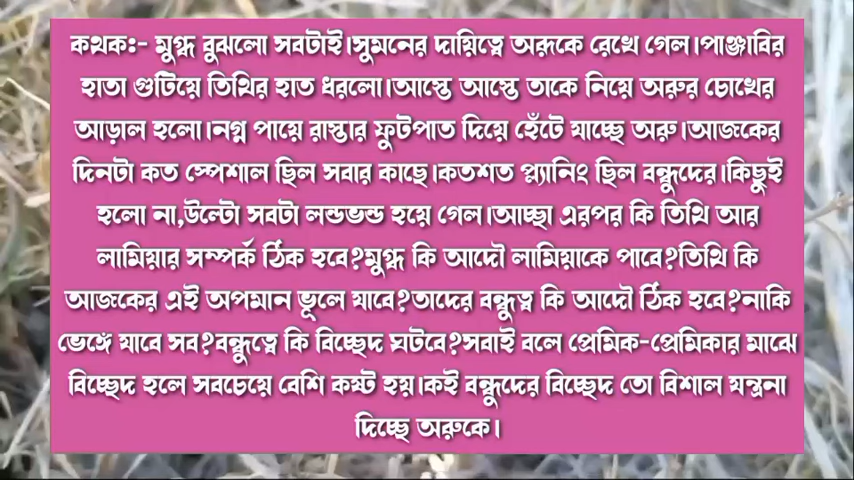 কথক:- মুগ্ধ বুঝলো সবটাই।সুমনের দায়িত্বে অরূকে রেখে গেল।পাঞ্জাবির
হাতা গুটিয়ে তিথির হাত ধরলো।আস্তে আস্তে তাকে নিয়ে অরুর চোখের
আড়াল হলো।নগ্ন পায়ে রাস্তার ফুটপাত দিয়ে হেঁটে যাচ্ছে অরু।আজকের
দিনটা কত স্পেশাল ছিল সবার কাছে।কতশত প্ল্যানিং ছিল বন্ধুদের।কিছুই
হলো না,উল্টো সবটা লন্ডভন্ড হয়ে গেল।আচ্ছা এরপর কি তিথি আর
লামিয়ার সম্পর্ক ঠিক হবে?মুগ্ধ কি আদৌ লামিয়াকে পাবে?তিথি কি
আজকের এই অপমান ভূলে যাবে?তাদের বন্ধুত্ব কি আদৌ ঠিক হবে?নাকি
ভেঙ্গে যাবে সব?বন্ধুত্বে কি বিচ্ছেদ ঘটবে?সবাই বলে প্রেমিক-প্রেমিকার মাঝে
বিচ্ছেদ হলে সবচেয়ে বেশি কষ্ট হয়।কই বন্ধুদের বিচ্ছেদ তো বিশাল যন্ত্রনা
দিচ্ছে অরুকে।